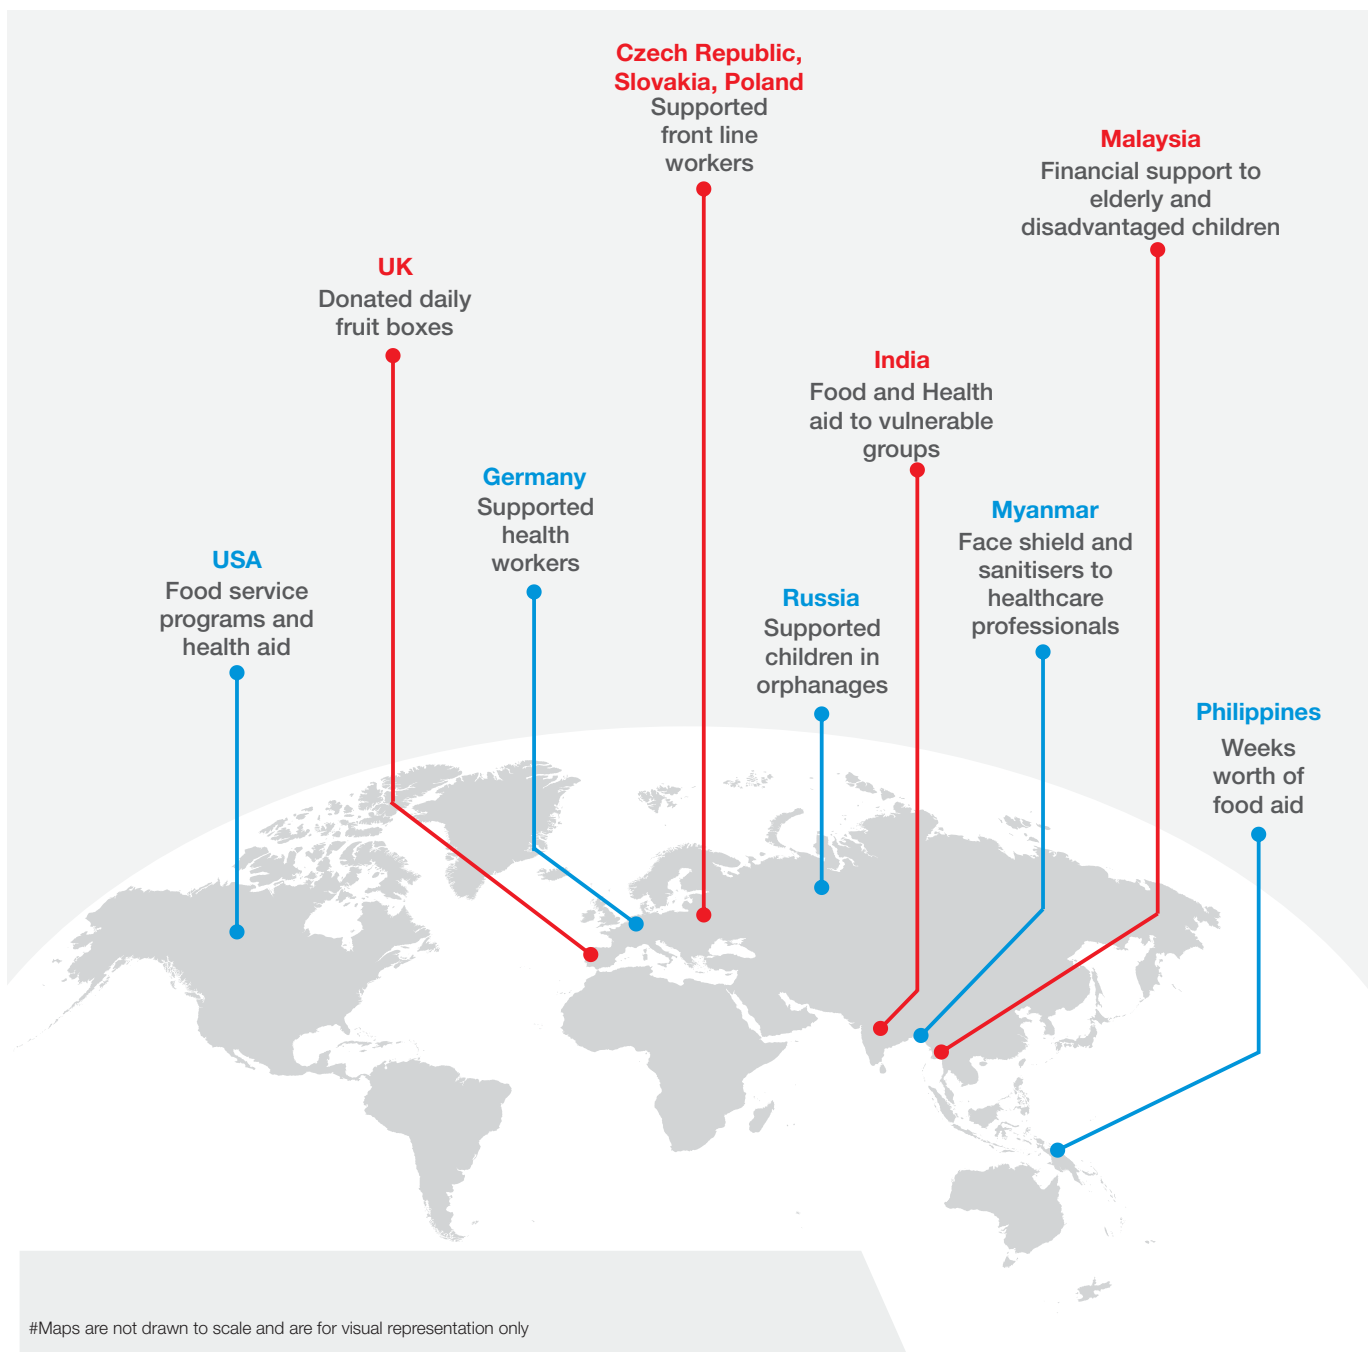 Czech Republic,
Slovakia, Poland
Supported
front line
workers
Malaysia
Financial support to
elderly and
disadvantaged children
UK
Donated daily
fruit boxes
India
Food and Health
aid to vulnerable
groups
Germany
Supported
health
workers
Myanmar
Face shield and
sanitisers to
healthcare
professionals
USA
Food service
programs and
health aid
Russia
Supported
children in
orphanages
Philippines
Weeks
worth of
food aid
#Maps are not drawn to scale and are for visual representation only